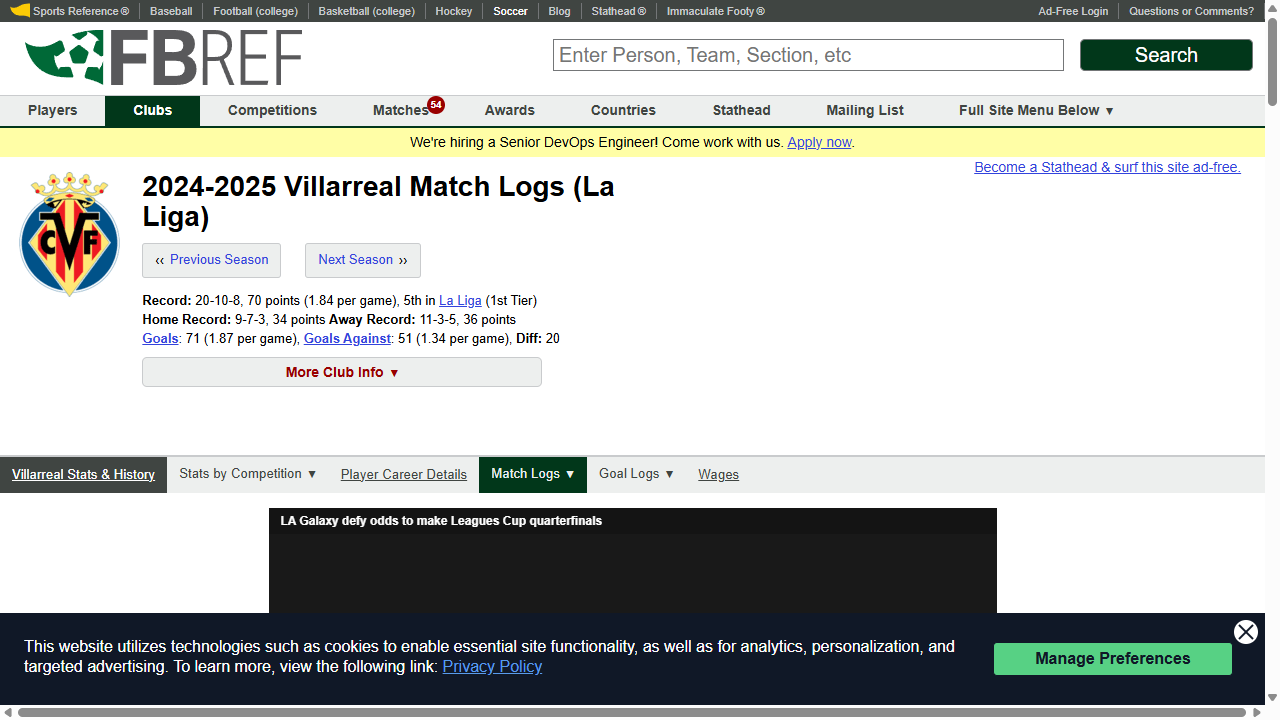 Sports Reference ® Baseball Football (college) Basketball (college) Hockey Soccer Blog Stathead ® Immaculate Footy ® Ad-Free Login Questions or Comments?
FBREF
Enter Person, Team, Section, etc
Search
Players Clubs Competitions Matches 54 Awards Countries Stathead Mailing List Full Site Menu Below ▼
We're hiring a Senior DevOps Engineer! Come work with us. Apply now.
Become a Stathead & surf this site ad-free.
CVF
2024-2025 Villarreal Match Logs (La
Liga)
‹‹ Previous Season Next Season ››
Record: 20-10-8, 70 points (1.84 per game), 5th in La Liga (1st Tier)
Home Record: 9-7-3, 34 points Away Record: 11-3-5, 36 points
Goals: 71 (1.87 per game), Goals Against: 51 (1.34 per game), Diff: 20
More Club Info ▼
Villarreal Stats & History Stats by Competition ▼ Player Career Details Match Logs ▼ Goal Logs ▼ Wages
LA Galaxy defy odds to make Leagues Cup quarterfinals
This website utilizes technologies such as cookies to enable essential site functionality, as well as for analytics, personalization, and
targeted advertising. To learn more, view the following link: Privacy Policy
Manage Preferences